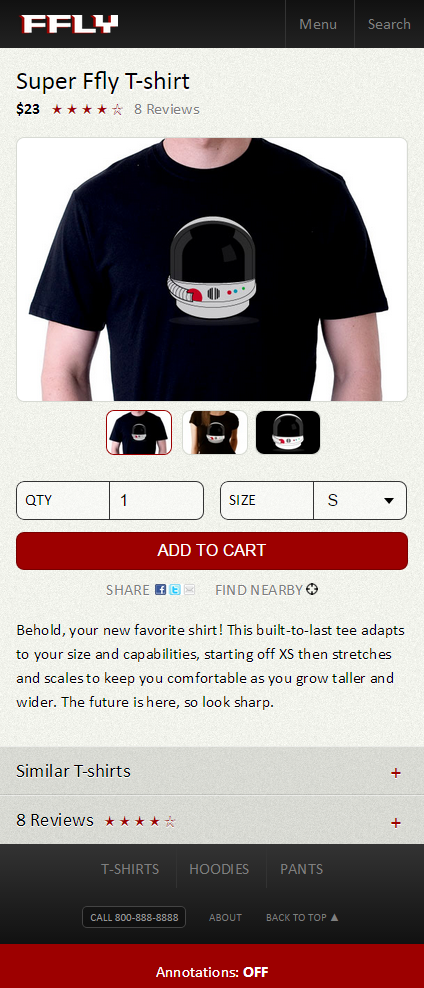 FFLY Menu Search
Super Ffly T-shirt
$23 ★ ★ ★ ★ ☆ 8 Reviews
QTY 1 SIZE S
ADD TO CART
SHARE FIND NEARBY
Behold, your new favorite shirt! This built-to-last tee adapts
to your size and capabilities, starting off XS then stretches
and scales to keep you comfortable as you grow taller and
wider. The future is here, so look sharp.
Similar T-shirts +
8 Reviews ★ ★ ★ ★ ☆ +
T-SHIRTS HOODIES PANTS
CALL 800-888-8888 ABOUT BACK TO TOP ▲
Annotations: OFF